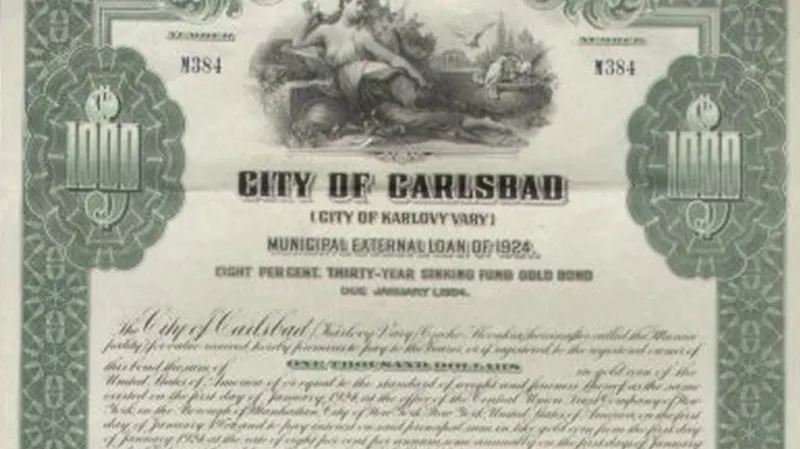 NUMBER
NUMBER
M384
M384
$1000
$1000
CITY OF CARLSBAD
(CITY OF KARLOVY VARY)
MUNICIPAL EXTERNAL LOAN OF 1924.
EIGHT PER CENT. THIRTY-YEAR SINKING FUND GOLD BOND
DUE JANUARY 1, 1954.
The City of Carlsbad (Karlovy Vary) Czecho-Slovakia, hereinafter called the Munici-
pality) for value received hereby promises to pay to the bearer, or if registered to the registered owner of
this bond the sum of ONE THOUSAND DOLLARS in gold coin of the
United States of America of or equal to the standard of weight and fineness thereof as the same
existed on the first day of January, 1924, at the office of the Central Union Trust Company of New
York, in the Borough of Manhattan, City of New York, New York, United States of America, on the first
day of January, 1954 and to pay interest on said principal sum in like gold coin from the first day
of January, 1924 at the rate of eight per cent per annum, semi-annually on the first days of January